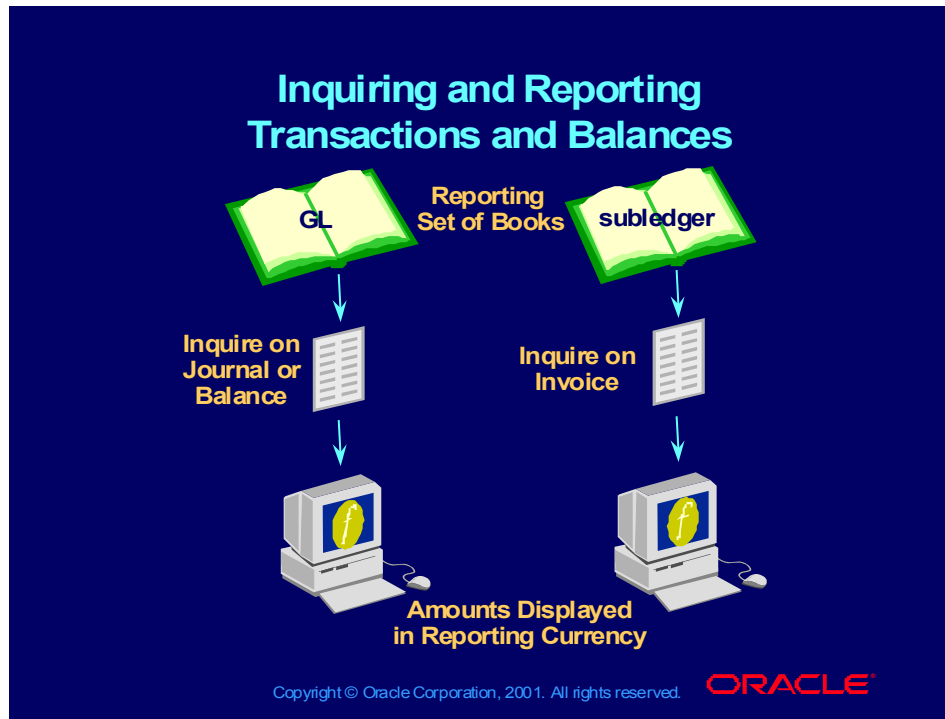 Inquiring and Reporting
Transactions and Balances
GL
Reporting
Set of Books
subledger
Inquire on
Journal or
Balance
Inquire on
Invoice
f
f
Amounts Displayed
in Reporting Currency
Copyright © Oracle Corporation, 2001. All rights reserved.
ORACLE®